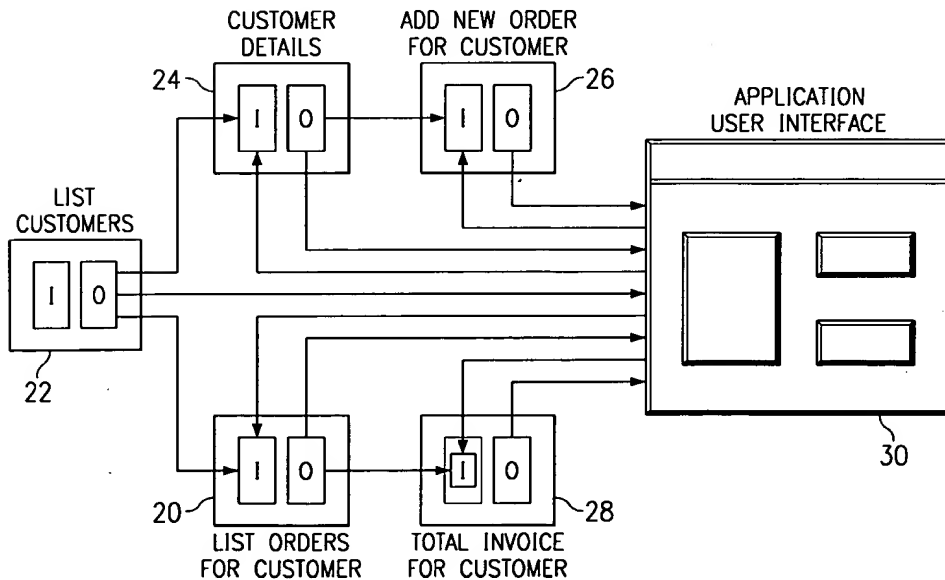 CUSTOMER
DETAILS
24
I O
ADD NEW ORDER
FOR CUSTOMER
26
I O
APPLICATION
USER INTERFACE
30
LIST
CUSTOMERS
I O
22
I O
20
LIST ORDERS
FOR CUSTOMER
I O
28
TOTAL INVOICE
FOR CUSTOMER